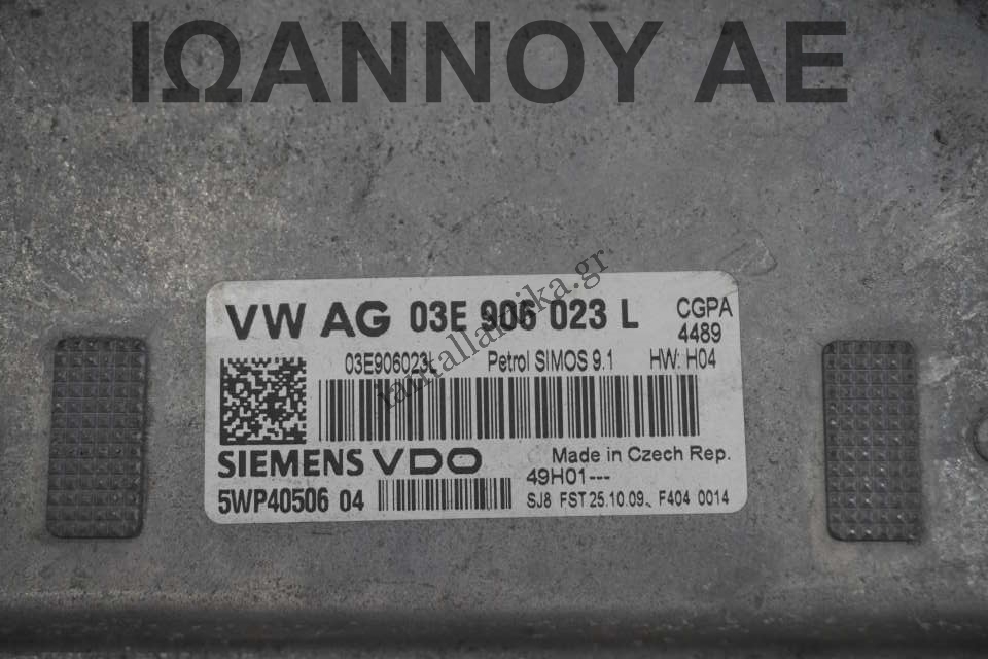 ΙΩΑΝΝΟΥ ΑΕ
VW AG 03E 906 023 L CGPA
4489
03E906023L Petrol SIMOS 9.1 HW: H04
SIEMENS VDO Made in Czech Rep.
49H01---
5WP40506 04 SJ8 FST 25.10.09. F404 0014